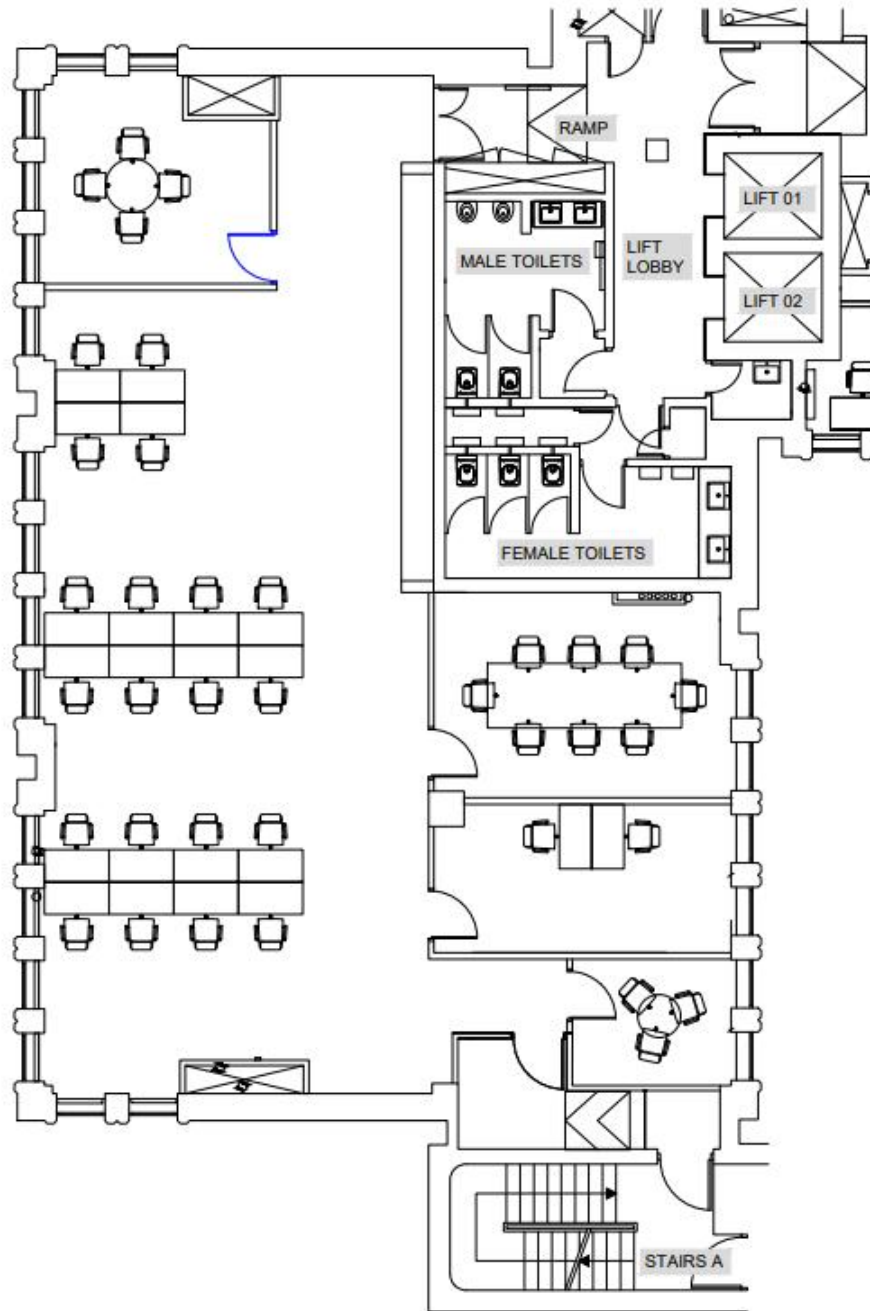 RAMP
LIFT 01
MALE TOILETS
LIFT
LOBBY
LIFT 02
FEMALE TOILETS
STAIRS A